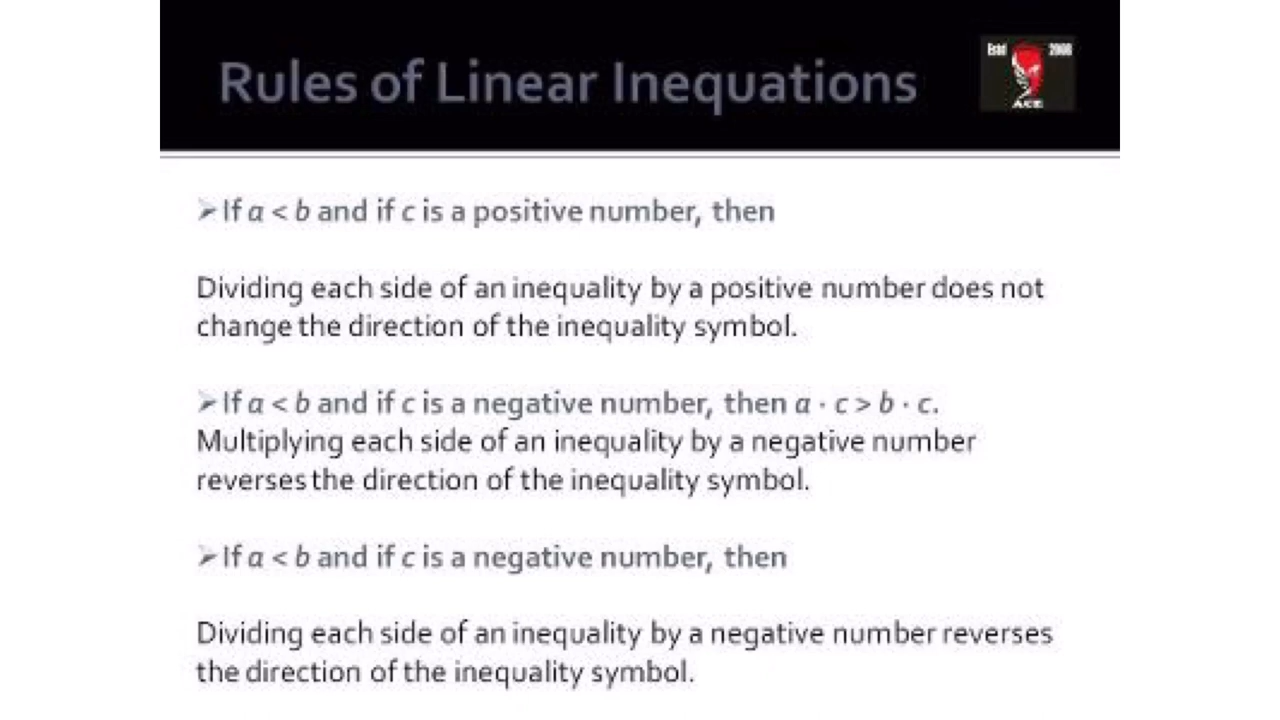 Rules of Linear Inequations
Estd 2008
ACE
➢If a < b and if c is a positive number, then
Dividing each side of an inequality by a positive number does not
change the direction of the inequality symbol.
➢If a < b and if c is a negative number, then a · c > b · c.
Multiplying each side of an inequality by a negative number
reverses the direction of the inequality symbol.
➢If a < b and if c is a negative number, then
Dividing each side of an inequality by a negative number reverses
the direction of the inequality symbol.